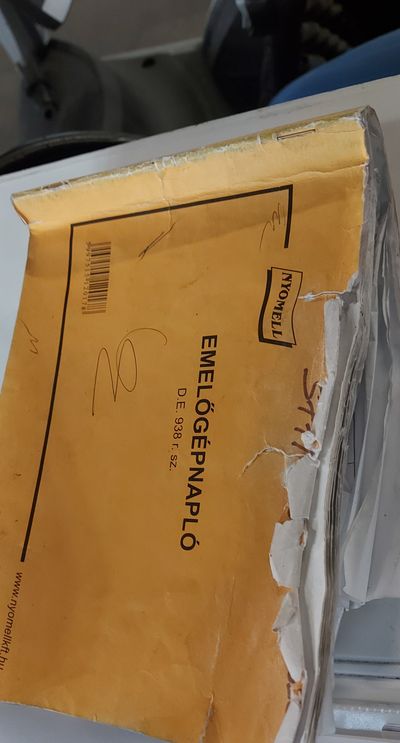 NYOMELL
EMELŐGÉPNAPLÓ
D.E. 938 r. sz.
www.nyomellkft.hu